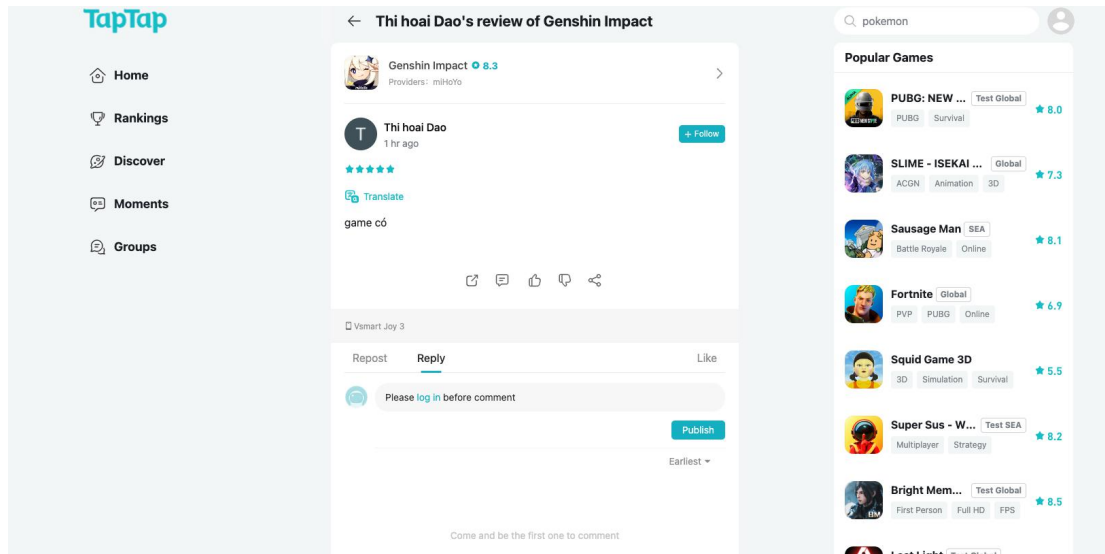 TapTap
Home
Rankings
Discover
Moments
Groups
Thi hoai Dao's review of Genshin Impact
Genshin Impact 8.3
Providers: miHoYo
T
Thi hoai Dao
1 hr ago
+ Follow
Translate
game có
Vsmart Joy 3
Repost Reply Like
Please log in before comment
Publish
Earliest
Come and be the first one to comment
pokemon
Popular Games
PUBG: NEW ... Test Global
8.0
PUBG Survival
SLIME - ISEKAI ... Global
7.3
ACGN Animation 3D
Sausage Man SEA
8.1
Battle Royale Online
Fortnite Global
6.9
PVP PUBG Online
Squid Game 3D
5.5
3D Simulation Survival
Super Sus - W... Test SEA
8.2
Multiplayer Strategy
Bright Mem... Test Global
8.5
BM
First Person Full HD FPS